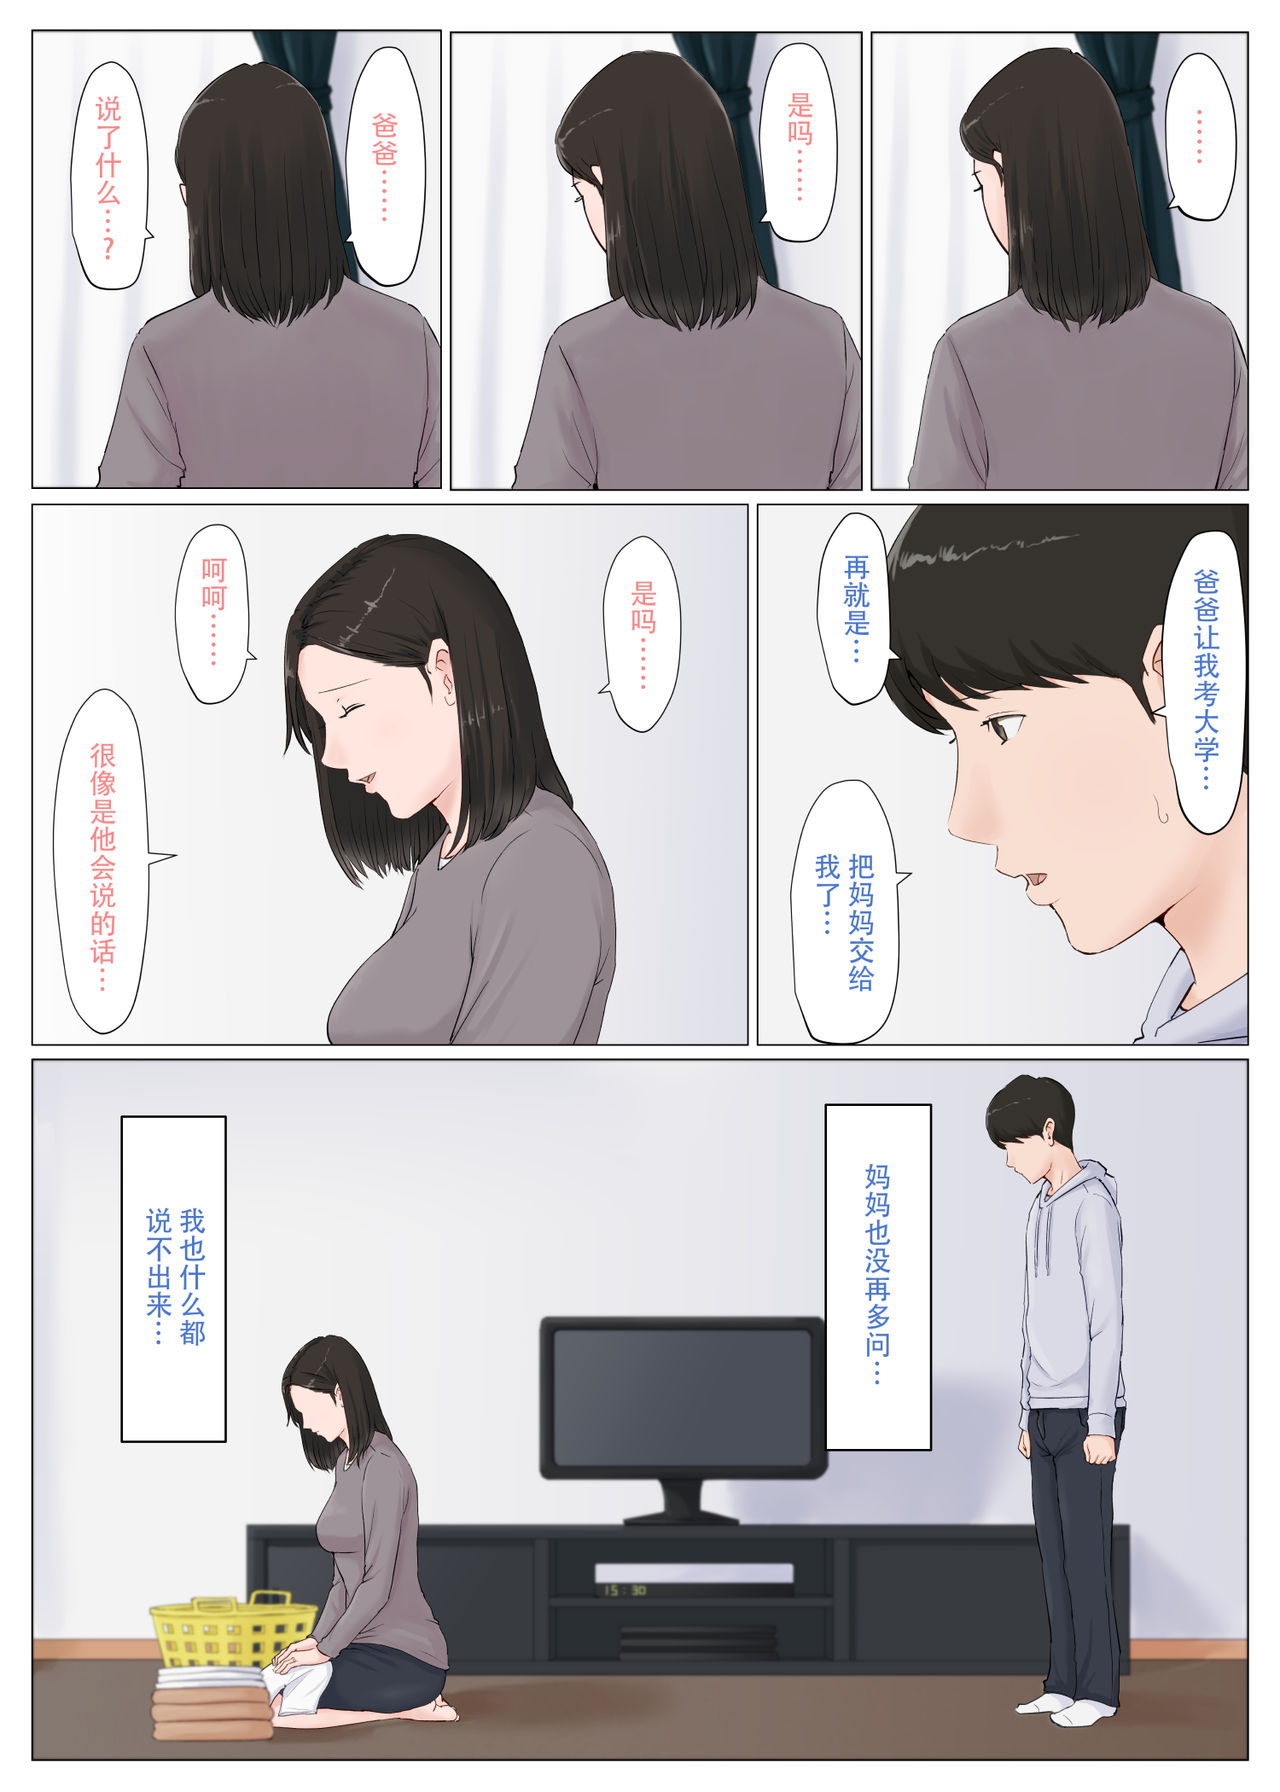 ……
是吗……
爸爸……
说了什么…?
爸爸让我考大学…
再就是…
把妈妈交给
我了…
是吗……
呵呵……
很像是他会说的话…
妈妈也没再多问…
我也什么都
说不出来…
15:30